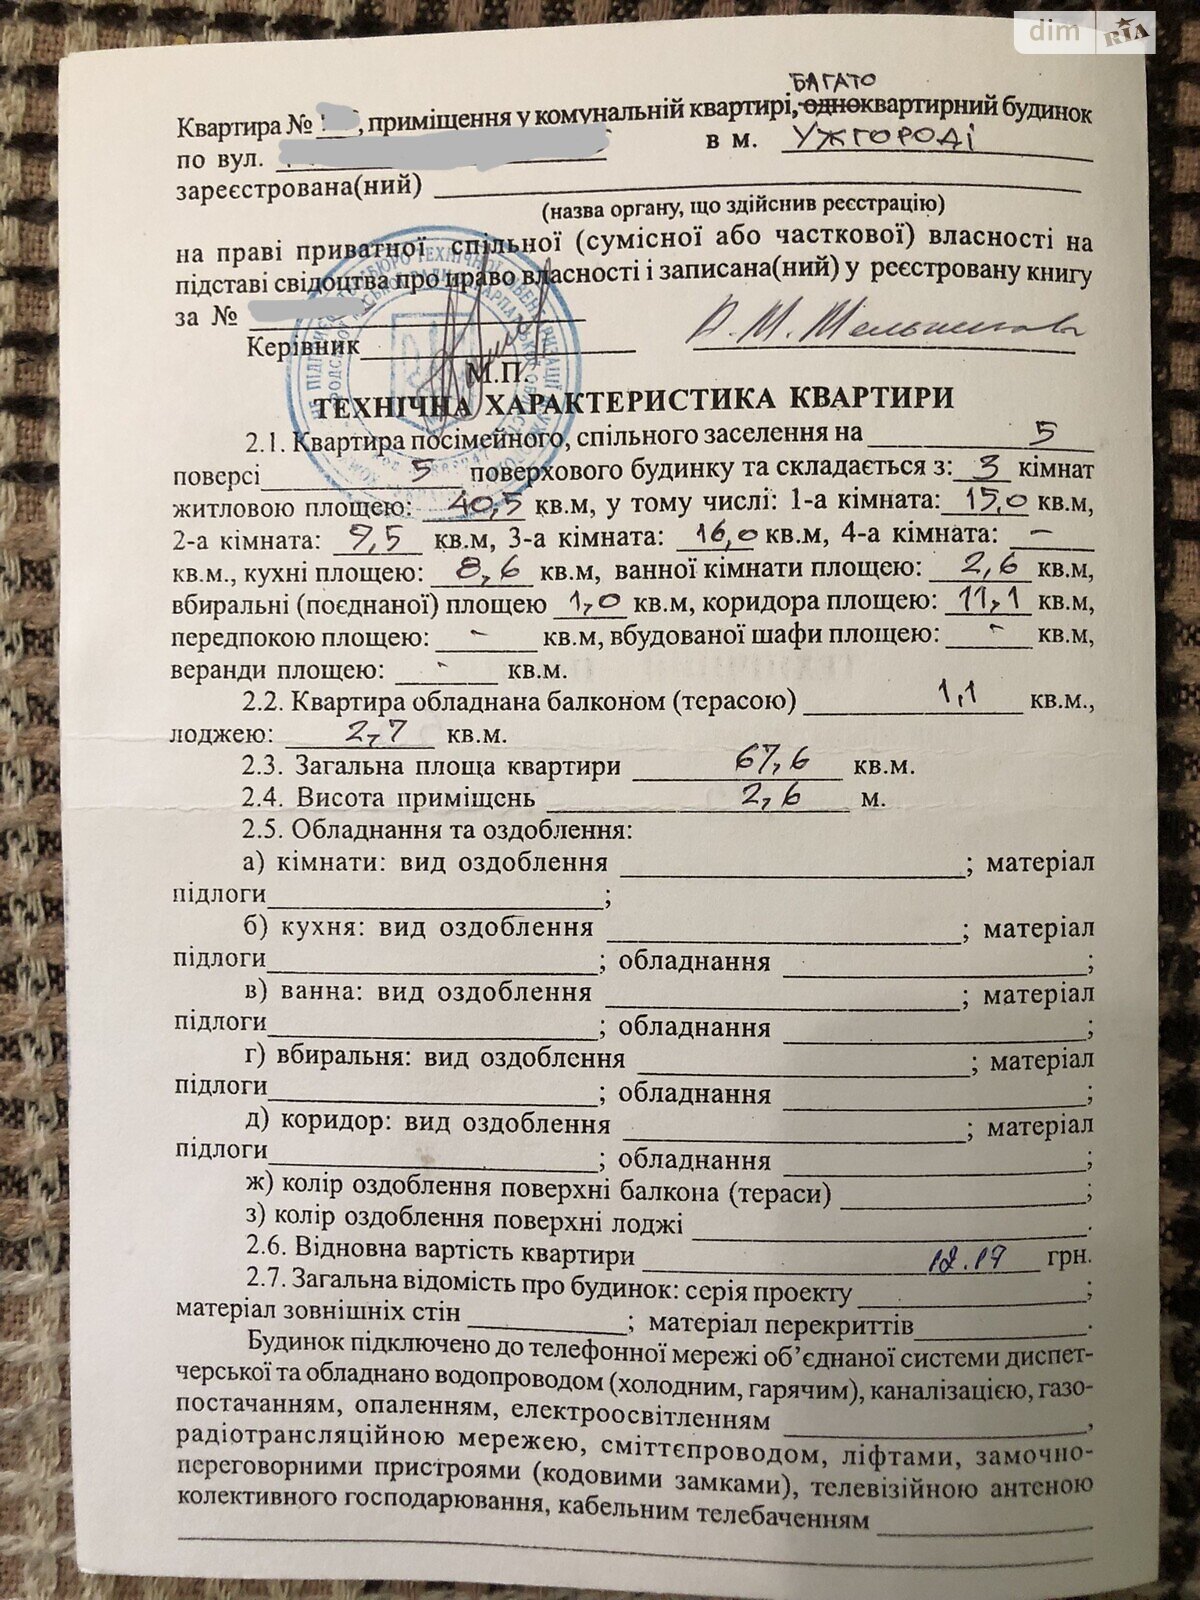 dim RIA
БАГАТО
Квартира № , приміщення у комунальній квартирі, одноквартирний будинок
по вул. в м. УЖГОРОДІ
зареєстрована(ний)
(назва органу, що здійснив реєстрацію)
на праві приватної спільної (сумісної або часткової) власності на
підставі свідоцтва про право власності і записана(ний) у реєстровану книгу
за №
Керівник
М.П.
ТЕХНІЧНА ХАРАКТЕРИСТИКА КВАРТИРИ
2.1. Квартира посімейного, спільного заселення на 5
поверсі 5 поверхового будинку та складається з: 3 кімнат
житловою площею: 40,5 кв.м, у тому числі: 1-а кімната: 15,0 кв.м,
2-а кімната: 9,5 кв.м, 3-а кімната: 16,0 кв.м, 4-а кімната: -
кв.м., кухні площею: 8,6 кв.м, ванної кімнати площею: 2,6 кв.м,
вбиральні (поєднаної) площею 1,0 кв.м, коридора площею: 11,1 кв.м,
передпокою площею: - кв.м, вбудованої шафи площею: - кв.м,
веранди площею: - кв.м.
2.2. Квартира обладнана балконом (терасою) 1,1 кв.м.,
лоджею: 2,7 кв.м.
2.3. Загальна площа квартири 67,6 кв.м.
2.4. Висота приміщень 2,6 м.
2.5. Обладнання та оздоблення:
а) кімнати: вид оздоблення ; матеріал
підлоги ;
б) кухня: вид оздоблення ; матеріал
підлоги ; обладнання ;
в) ванна: вид оздоблення ; матеріал
підлоги ; обладнання ;
г) вбиральня: вид оздоблення ; матеріал
підлоги ; обладнання ;
д) коридор: вид оздоблення ; матеріал
підлоги ; обладнання ;
ж) колір оздоблення поверхні балкона (тераси) ;
з) колір оздоблення поверхні лоджі .
2.6. Відновна вартість квартири 12.17 грн.
2.7. Загальна відомість про будинок: серія проекту ;
матеріал зовнішніх стін ; матеріал перекриттів .
Будинок підключено до телефонної мережі об’єднаної системи диспет-
черської та обладнано водопроводом (холодним, гарячим), каналізацією, газо-
постачанням, опаленням, електроосвітленням ,
радіотрансляційною мережею, сміттєпроводом, ліфтами, замочно-
переговорними пристроями (кодовими замками), телевізійною антеною
колективного господарювання, кабельним телебаченням